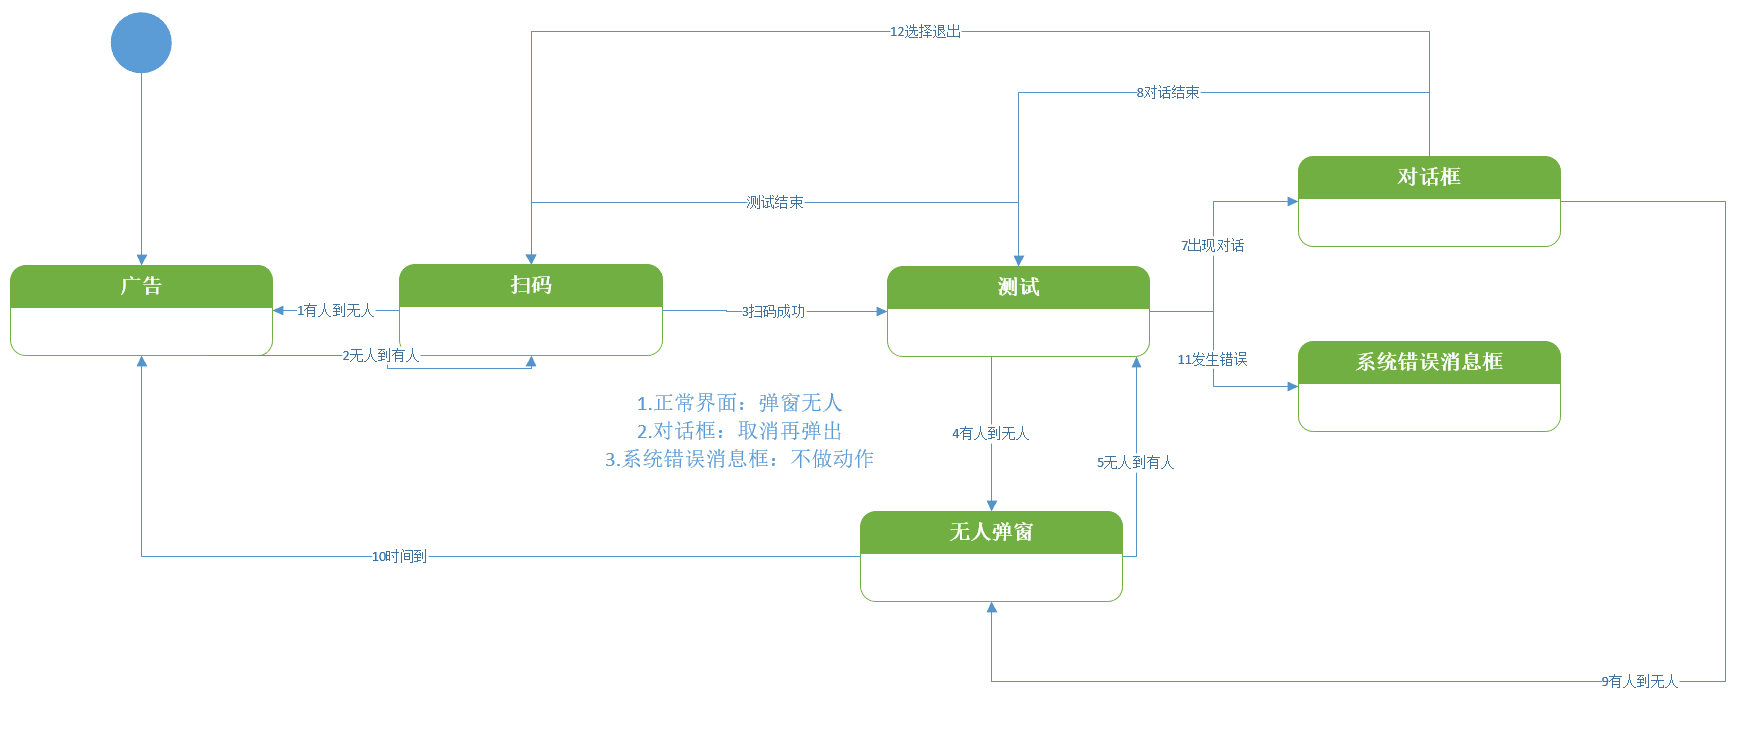 12选择退出
8对话结束
对话框
测试结束
7出现对话
广告
扫码
测试
1有人到无人
3扫码成功
2无人到有人
11发生错误
系统错误消息框
1.正常界面：弹窗无人
2.对话框：取消再弹出
3.系统错误消息框：不做动作
4有人到无人
5无人到有人
无人弹窗
10时间到
9有人到无人